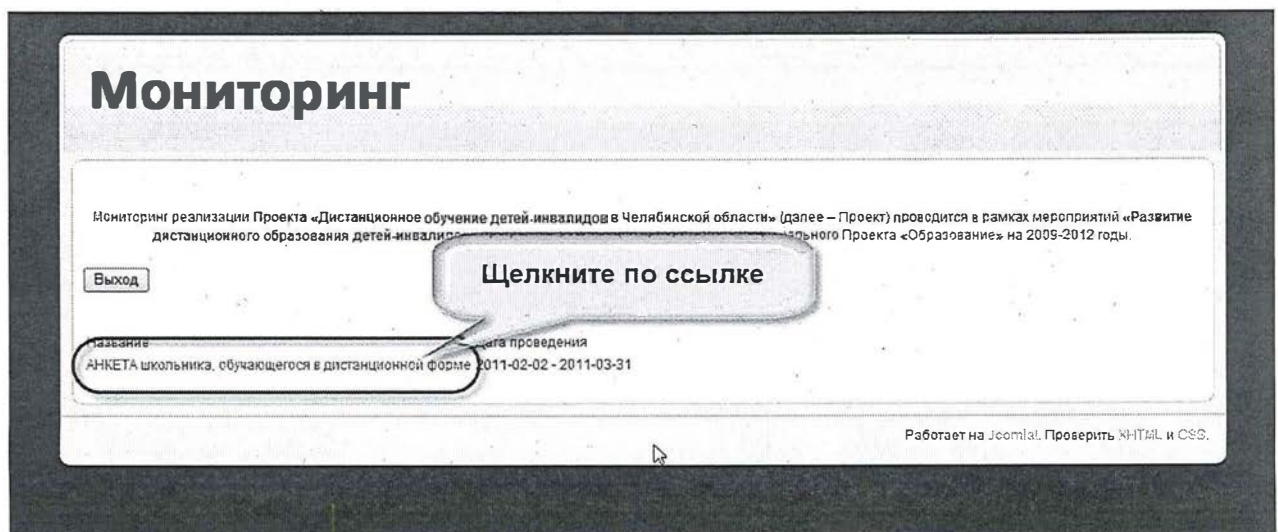 Мониторинг
Мониторинг реализации Проекта «Дистанционное обучение детей-инвалидов в Челябинской области» (далее – Проект) проводится в рамках мероприятий «Развитие
дистанционного образования детей-инвали Проекта «Образование» на 2009-2012 годы.
Щелкните по ссылке
Выход
Название дата проведения
АНКЕТА школьника, обучающегося в дистанционной форме 2011-02-02 - 2011-03-31
Работает на Joomla!. Проверить XHTML и CSS.